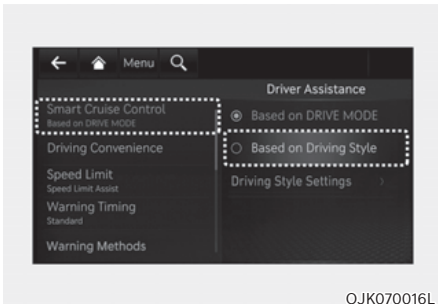 Menu
Driver Assistance
Smart Cruise Control
Based on DRIVE MODE
Driving Convenience
Speed Limit
Speed Limit Assist
Warning Timing
Standard
Warning Methods
Based on DRIVE MODE
Based on Driving Style
Driving Style Settings
OJK070016L